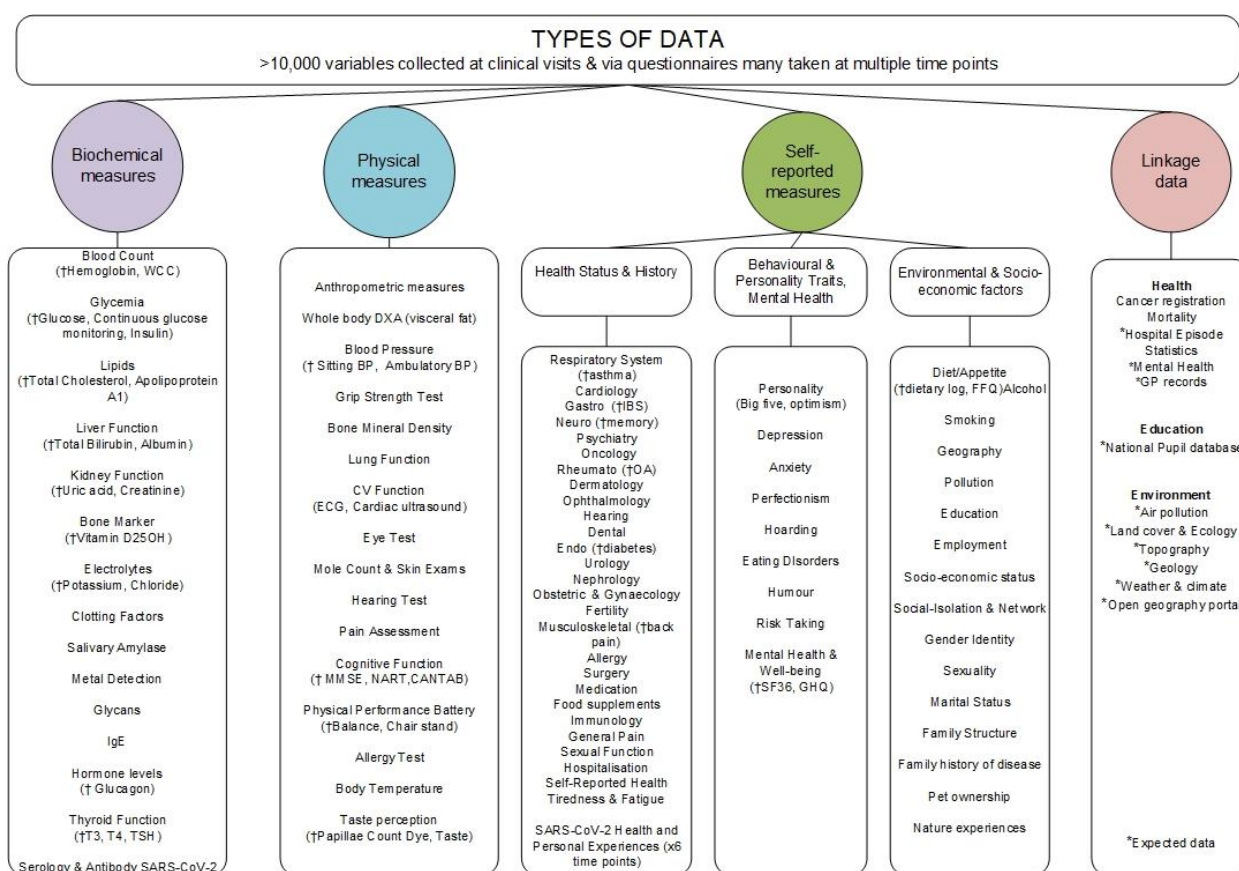 TYPES OF DATA
>10,000 variables collected at clinical visits & via questionnaires many taken at multiple time points
Biochemical
measures
Physical
measures
Self-
reported
measures
Linkage
data
Blood Count
(†Hemoglobin, WCC)
Glycemia
(†Glucose, Continuous glucose
monitoring, Insulin)
Lipids
(†Total Cholesterol, Apolipoprotein
A1)
Liver Function
(†Total Bilirubin, Albumin)
Kidney Function
(†Uric acid, Creatinine)
Bone Marker
(†Vitamin D25OH)
Electrolytes
(†Potassium, Chloride)
Clotting Factors
Salivary Amylase
Metal Detection
Glycans
IgE
Hormone levels
(† Glucagon)
Thyroid Function
(†T3, T4, TSH)
Serology & Antibody SARS-CoV-2
Anthropometric measures
Whole body DXA (visceral fat)
Blood Pressure
(† Sitting BP, Ambulatory BP)
Grip Strength Test
Bone Mineral Density
Lung Function
CV Function
(ECG, Cardiac ultrasound)
Eye Test
Mole Count & Skin Exams
Hearing Test
Pain Assessment
Cognitive Function
(† MMSE, NART,CANTAB)
Physical Performance Battery
(†Balance, Chair stand)
Allergy Test
Body Temperature
Taste perception
(†Papillae Count Dye, Taste)
Health Status & History
Respiratory System
(†asthma)
Cardiology
Gastro (†IBS)
Neuro (†memory)
Psychiatry
Oncology
Rheumato (†OA)
Dermatology
Ophthalmology
Hearing
Dental
Endo (†diabetes)
Urology
Nephrology
Obstetric & Gynaecology
Fertility
Musculoskeletal (†back
pain)
Allergy
Surgery
Medication
Food supplements
Immunology
General Pain
Sexual Function
Hospitalisation
Self-Reported Health
Tiredness & Fatigue
SARS-CoV-2 Health and
Personal Experiences (x6
time points)
Behavioural &
Personality Traits,
Mental Health
Personality
(Big five, optimism)
Depression
Anxiety
Perfectionism
Hoarding
Eating DIsorders
Humour
Risk Taking
Mental Health &
Well-being
(†SF36, GHQ)
Environmental & Socio-
economic factors
Diet/Appetite
(†dietary log, FFQ)Alcohol
Smoking
Geography
Pollution
Education
Employment
Socio-economic status
Social-Isolation & Network
Gender Identity
Sexuality
Marital Status
Family Structure
Family history of disease
Pet ownership
Nature experiences
Health
Cancer registration
Mortality
*Hospital Episode
Statistics
*Mental Health
*GP records
Education
*National Pupil database
Environment
*Air pollution
*Land cover & Ecology
*Topography
*Geology
*Weather & climate
*Open geography portal
*Expected data